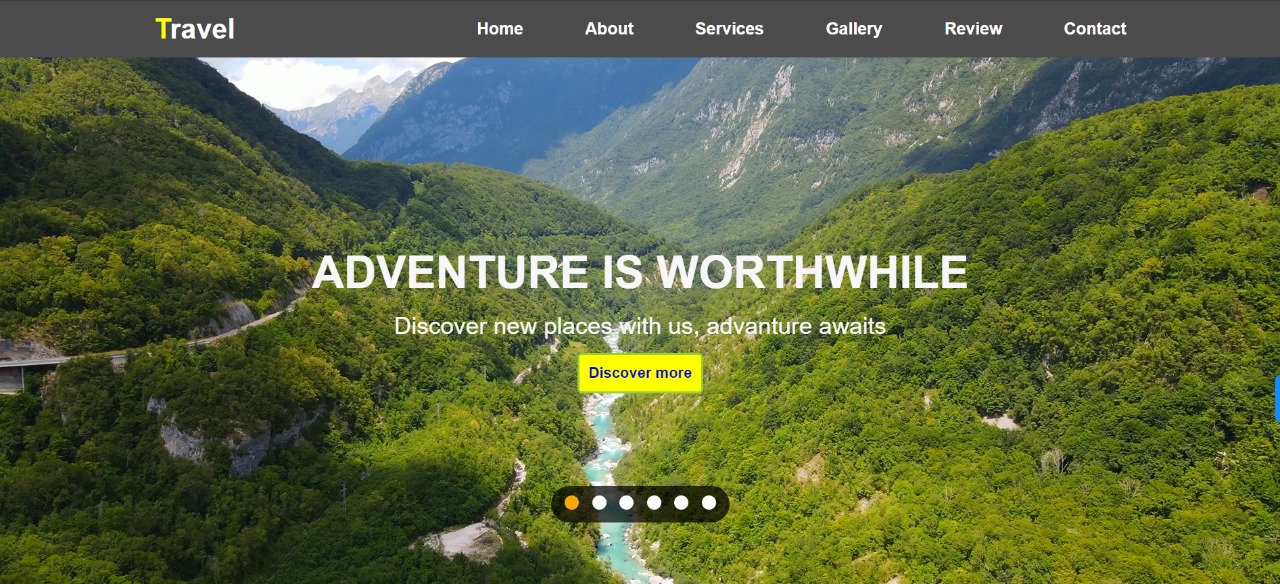 Travel Home About Services Gallery Review Contact
ADVENTURE IS WORTHWHILE
Discover new places with us, advanture awaits
Discover more